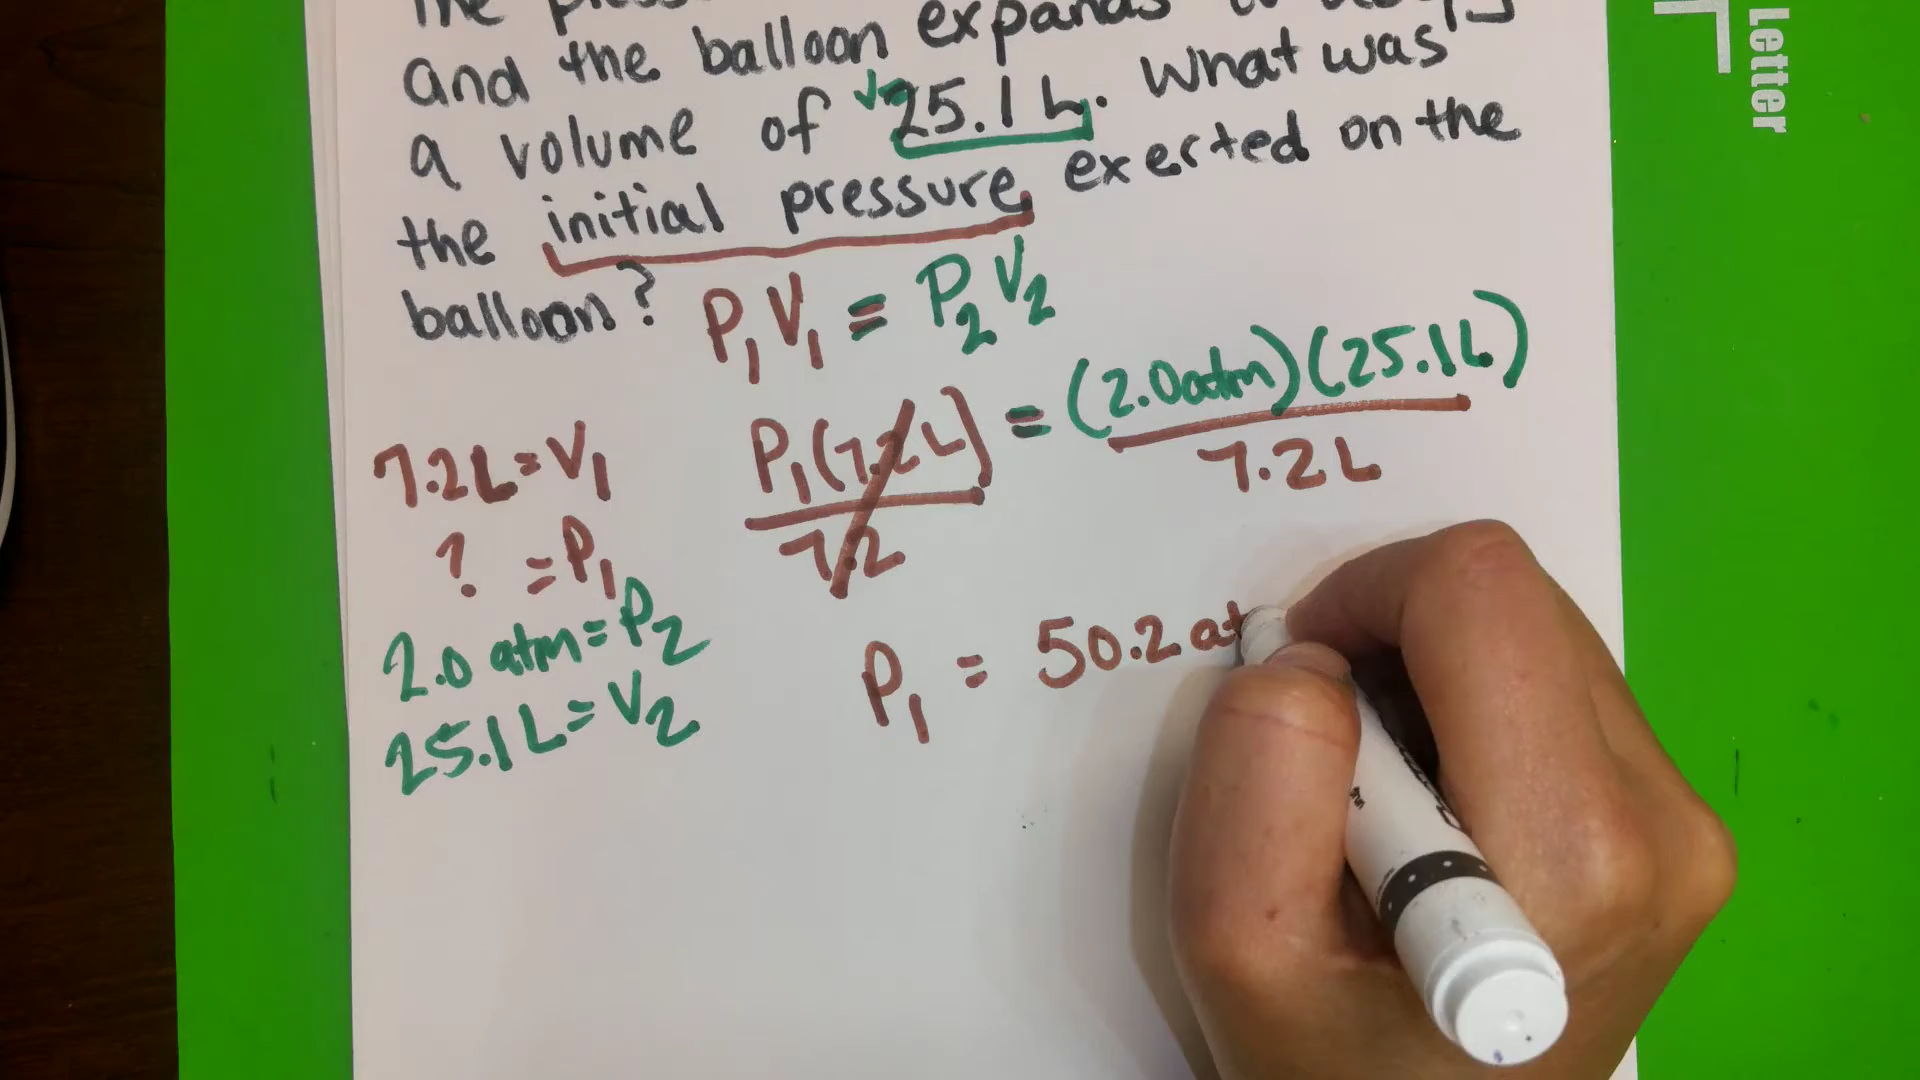 The
and the balloon expands
a volume of V2 25.1 L. What was
the initial pressure exerted on the
balloon?
P1V1 = P2V2
P1(7.2L) = (2.0atm)(25.1L)
7.2 7.2L
7.2L=V1
? =P1
2.0 atm=P2
25.1L=V2
P1 = 50.2 at
Letter